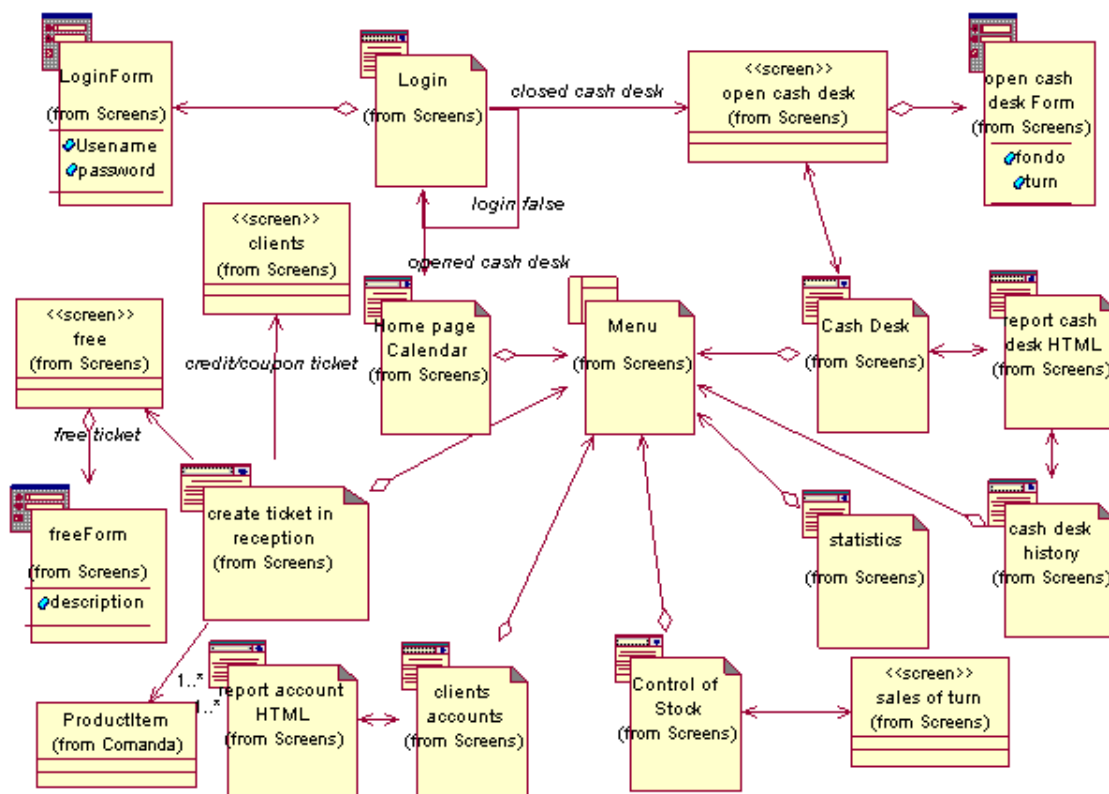 LoginForm
(from Screens)
Usename
password
Login
(from Screens)
closed cash desk
<<screen>>
open cash desk
(from Screens)
open cash
desk Form
(from Screens)
fondo
turn
login false
<<screen>>
clients
(from Screens)
opened cash desk
<<screen>>
free
(from Screens)
credit/coupon ticket
Home page
Calendar
(from Screens)
Menu
(from Screens)
Cash Desk
(from Screens)
report cash
desk HTML
(from Screens)
free ticket
freeForm
(from Screens)
description
create ticket in
reception
(from Screens)
statistics
(from Screens)
cash desk
history
(from Screens)
1..*
1..*
ProductItem
(from Comanda)
report account
HTML
(from Screens)
clients
accounts
(from Screens)
Control of
Stock
(from Screens)
<<screen>>
sales of turn
(from Screens)